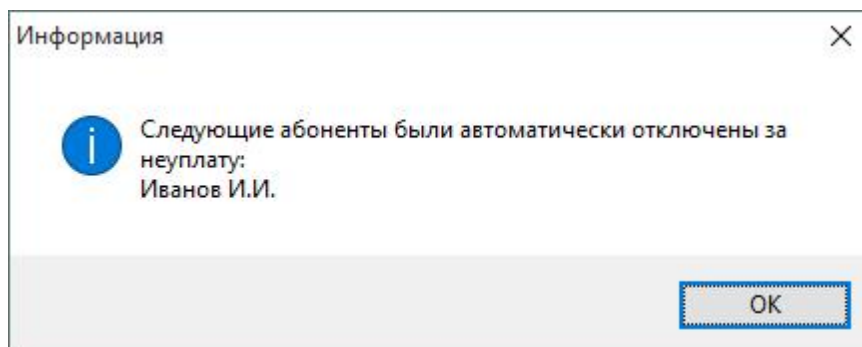 Информация
Следующие абоненты были автоматически отключены за
неуплату:
Иванов И.И.
OK